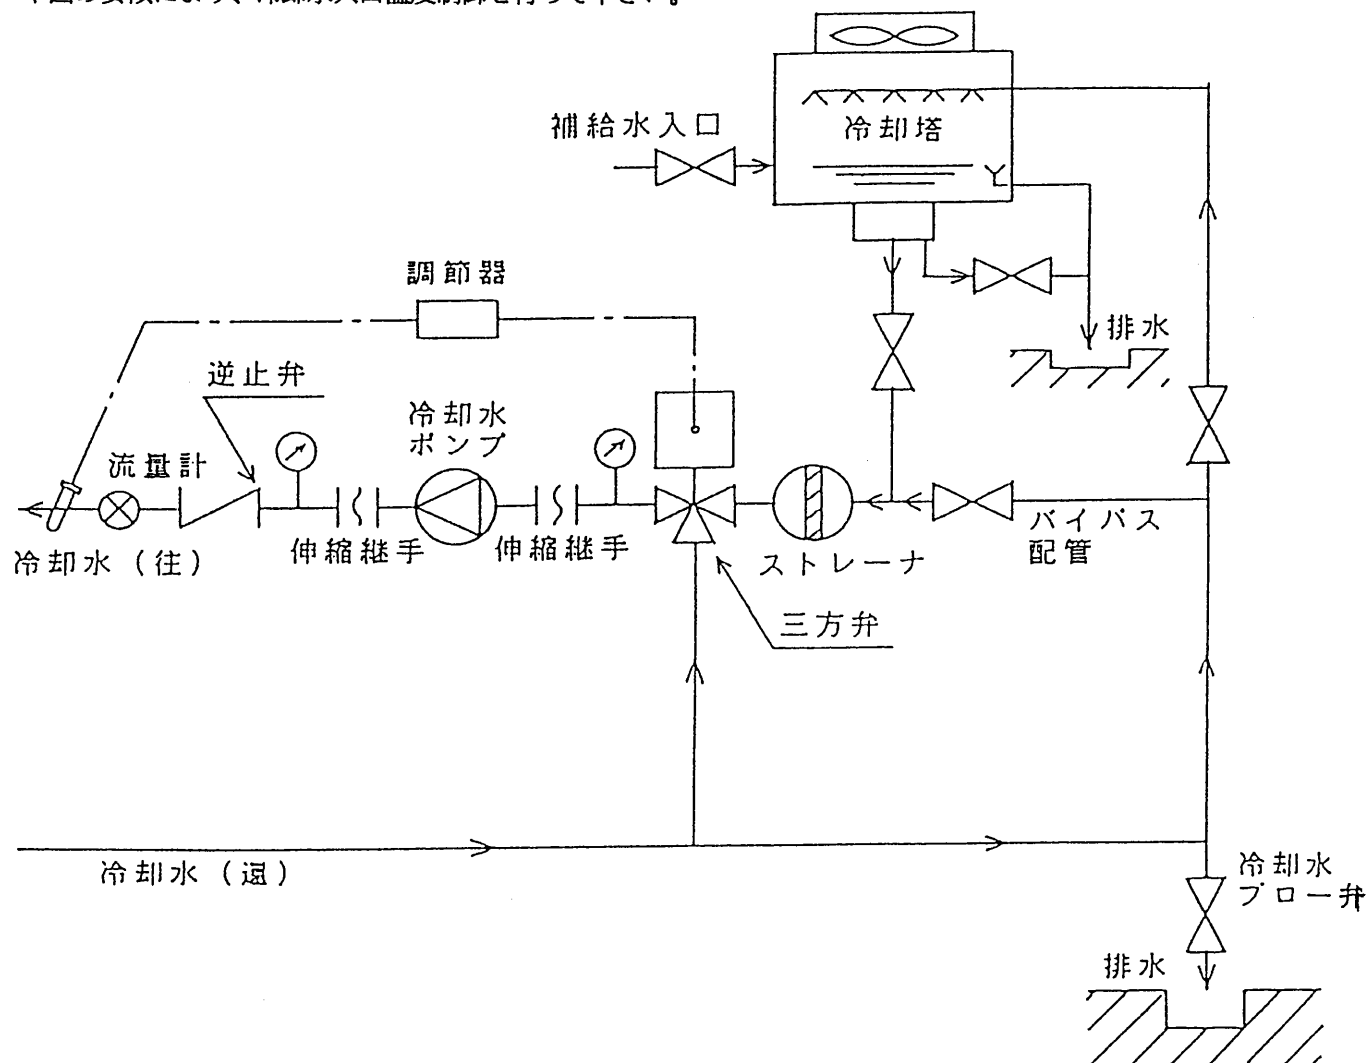 補給水入口
冷却塔
調節器
排水
逆止弁
冷却水
ポンプ
流量計
バイパス
配管
伸縮継手
伸縮継手
ストレーナ
冷却水（往）
三方弁
冷却水（還）
冷却水
ブロー弁
排水